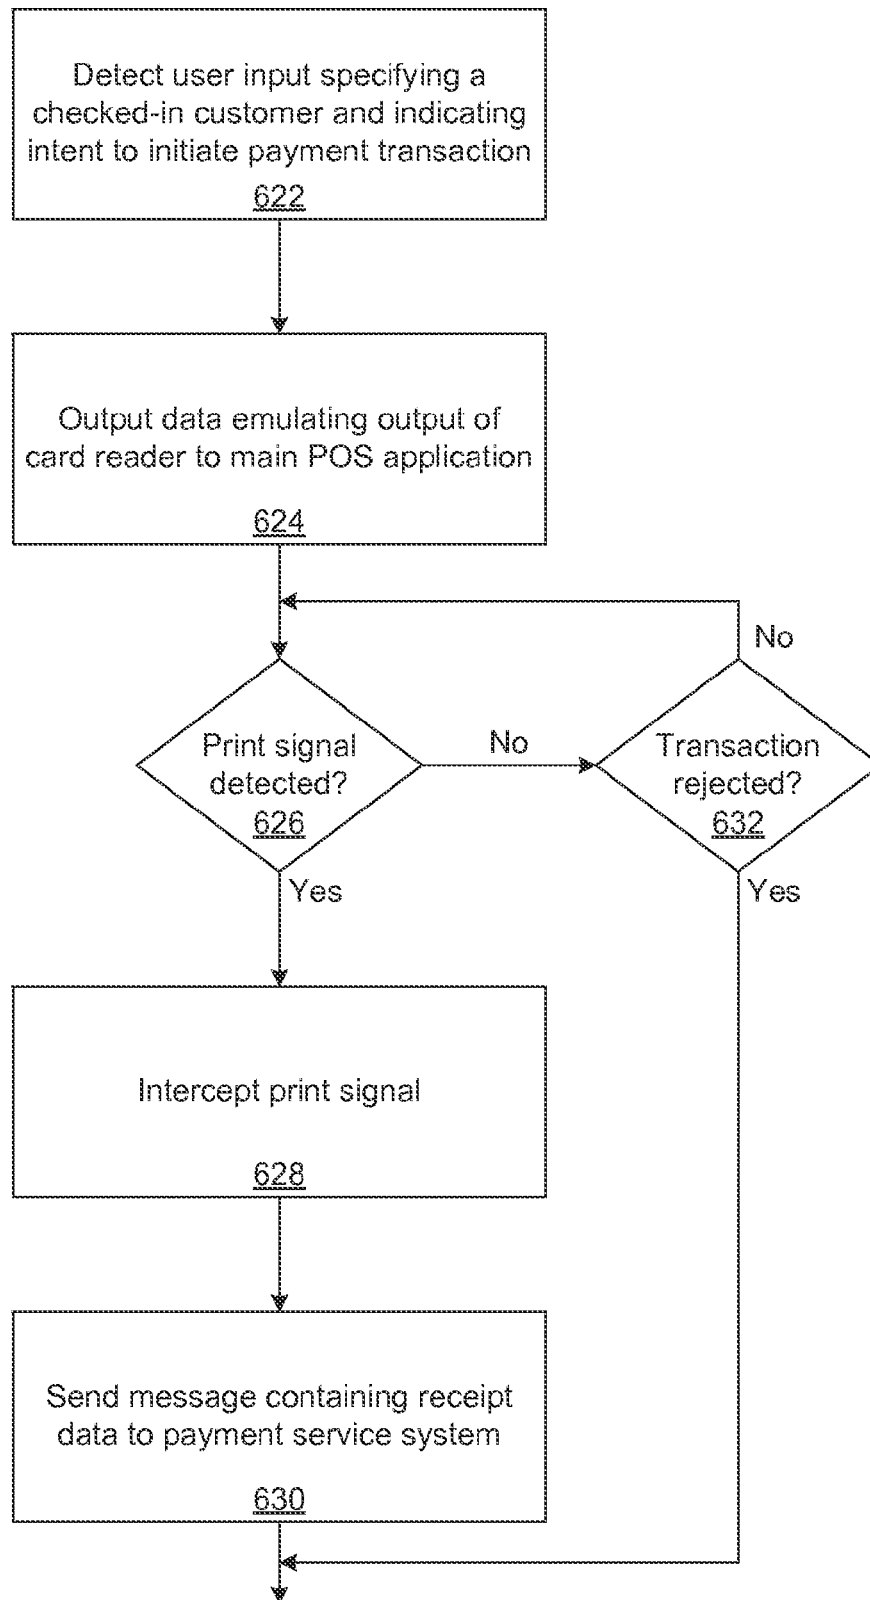 Detect user input specifying a
checked-in customer and indicating
intent to initiate payment transaction
622
Output data emulating output of
card reader to main POS application
624
No
Print signal
detected?
626
No
Transaction
rejected?
632
Yes
Yes
Intercept print signal
628
Send message containing receipt
data to payment service system
630